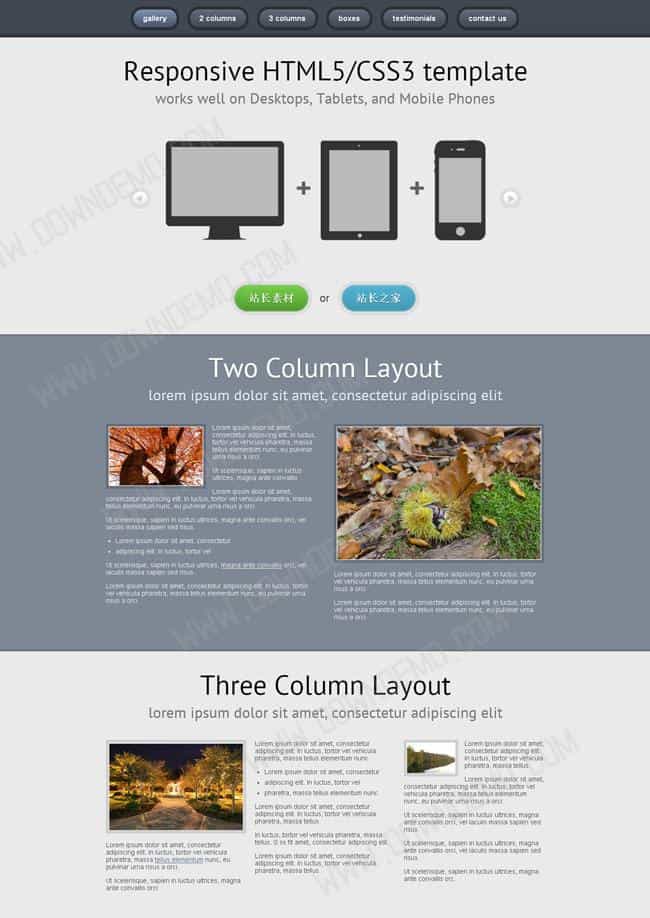 gallery
2 columns
3 columns
boxes
testimonials
contact us
Responsive HTML5/CSS3 template
works well on Desktops, Tablets, and Mobile Phones
站长素材 or 站长之家
Two Column Layout
lorem ipsum dolor sit amet, consectetur adipiscing elit
Lorem ipsum dolor sit amet,
consectetur adipiscing elit. In luctus,
tortor vel vehicula pharetra, massa
tellus elementum nunc, eu pulvinar
risus a orci.
Ut scelerisque, sapien in luctus
ultrices, magna ante convallis
Lorem ipsum dolor sit amet,
consectetur adipiscing elit. In luctus, tortor vel vehicula pharetra, massa
tellus elementum nunc, eu pulvinar risus a orci.
Ut scelerisque, sapien in luctus ultrices, magna ante convallis orci, vel
iaculis massa sapien sed risus.
• Lorem ipsum dolor sit amet, consectetur
• adipiscing elit. In luctus, tortor vel
Ut scelerisque, sapien in luctus ultrices, magna ante convallis orci, vel
iaculis massa sapien sed risus.
Lorem ipsum dolor sit amet, consectetur adipiscing elit. In luctus, tortor
vel vehicula pharetra, massa tellus elementum nunc, eu pulvinar
risus a orci.
Lorem ipsum dolor sit amet, consectetur adipiscing elit. In luctus, tortor
vel vehicula pharetra, massa tellus elementum nunc, eu pulvinar
risus a orci.
Lorem ipsum dolor sit amet, consectetur adipiscing elit. In luctus, tortor
vel vehicula pharetra, massa tellus elementum nunc, eu pulvinar
risus a orci.
Three Column Layout
lorem ipsum dolor sit amet, consectetur adipiscing elit
Lorem ipsum dolor sit amet, consectetur
adipiscing elit. In luctus, tortor vel vehicula
pharetra, massa tellus elementum nunc, eu
pulvinar risus a orci.
Ut scelerisque, sapien in luctus ultrices, magna
ante convallis orci
Lorem ipsum dolor sit amet, consectetur
adipiscing elit. In luctus, tortor vel vehicula
pharetra, massa tellus elementum nunc
• Lorem ipsum dolor sit amet, consectetur
• adipiscing elit. In luctus, tortor vel
• pharetra, massa tellus elementum nunc
Lorem ipsum dolor sit amet, consectetur
adipiscing elit. In luctus, tortor vel vehicula
pharetra, massa tellus.
In luctus, tortor vel vehicula pharetra, massa
sit amet, consectetur adipiscing elit.
Lorem ipsum dolor sit amet, consectetur
adipiscing elit. In luctus, tortor vel vehicula
pharetra, massa tellus.
Lorem ipsum dolor sit amet,
consectetur adipiscing elit.
In luctus, tortor vel vehicula
pharetra, massa tellus.
Lorem ipsum dolor sit amet,
consectetur adipiscing elit. In luctus, tortor vel
vehicula pharetra, massa tellus.
Ut scelerisque, sapien in luctus ultrices, magna
ante convallis orci, vel iaculis massa sapien sed
risus.
Ut scelerisque, sapien in luctus ultrices, magna
ante convallis orci, vel iaculis massa sapien sed
risus.
Ut scelerisque, sapien in luctus ultrices, magna
ante convallis orci
WWW.DOWNDEMO.COM
WWW.DOWNDEMO.COM
WWW.DOWNDEMO.COM
WWW.DOWNDEMO.COM